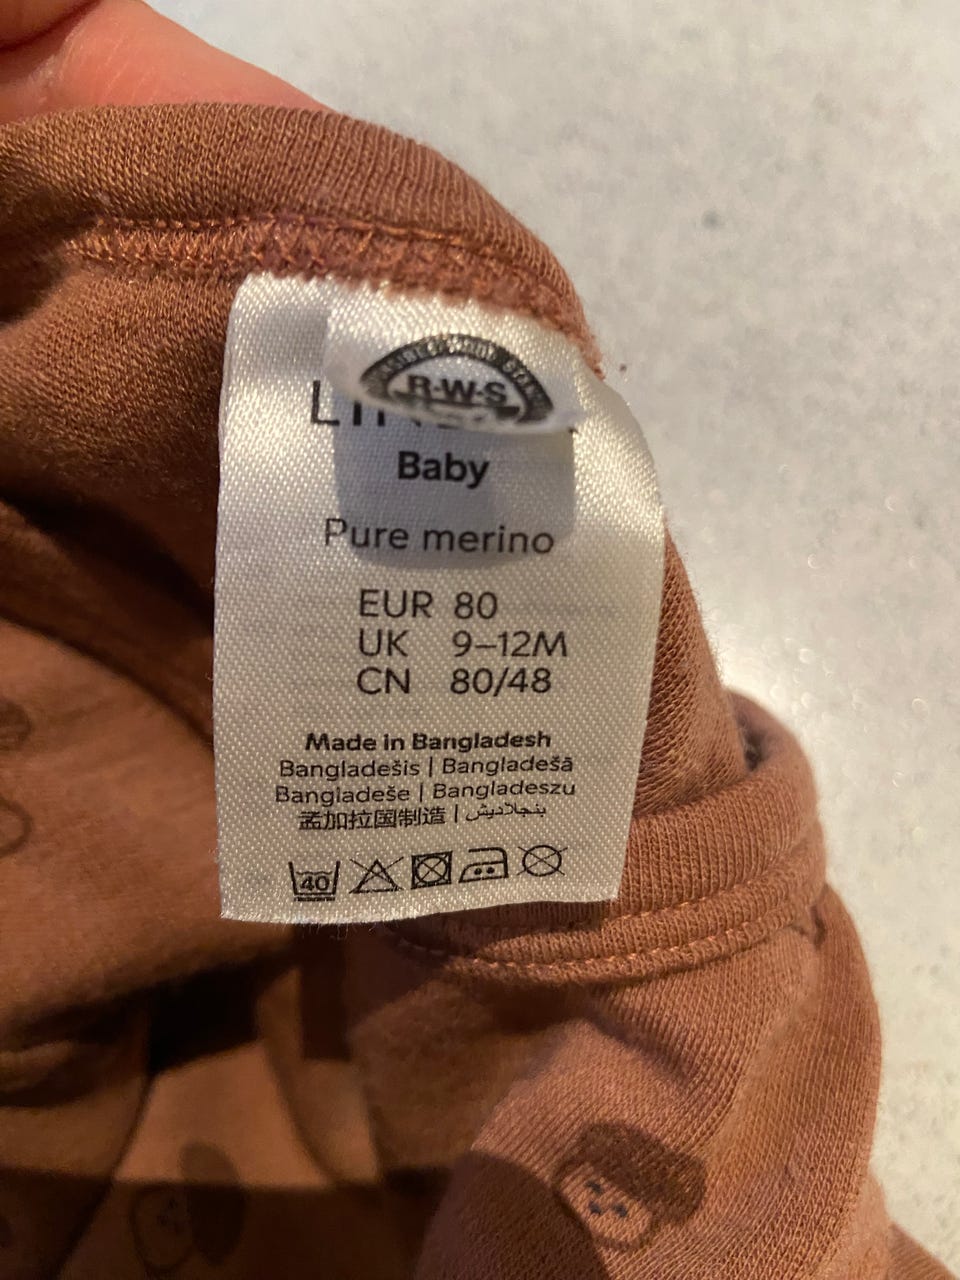 R·W·S
Baby
Pure merino
EUR 80
UK 9–12M
CN 80/48
Made in Bangladesh
Bangladešis | Bangladešā
Bangladeše | Bangladeszu
孟加拉国制造 | بنجلاديش
40